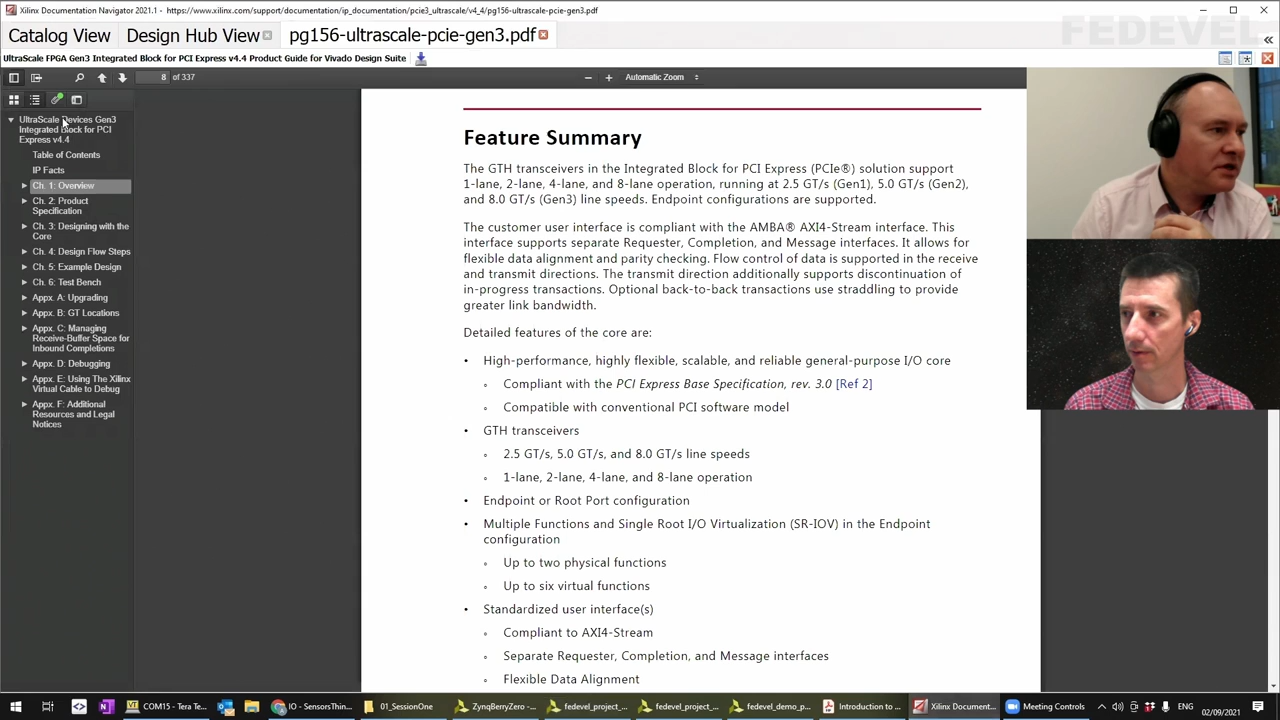 Xilinx Documentation Navigator 2021.1 - https://www.xilinx.com/support/documentation/ip_documentation/pcie3_ultrascale/v4_4/pg156-ultrascale-pcie-gen3.pdf
Catalog View
Design Hub View
pg156-ultrascale-pcie-gen3.pdf
FEDEVEL
UltraScale FPGA Gen3 Integrated Block for PCI Express v4.4 Product Guide for Vivado Design Suite
8 of 337
Automatic Zoom
UltraScale Devices Gen3
Integrated Block for PCI
Express v4.4
Table of Contents
IP Facts
Ch. 1: Overview
Ch. 2: Product
Specification
Ch. 3: Designing with the
Core
Ch. 4: Design Flow Steps
Ch. 5: Example Design
Ch. 6: Test Bench
Appx. A: Upgrading
Appx. B: GT Locations
Appx. C: Managing
Receive-Buffer Space for
Inbound Completions
Appx. D: Debugging
Appx. E: Using The Xilinx
Virtual Cable to Debug
Appx. F: Additional
Resources and Legal
Notices
Feature Summary
The GTH transceivers in the Integrated Block for PCI Express (PCIe®) solution support
1-lane, 2-lane, 4-lane, and 8-lane operation, running at 2.5 GT/s (Gen1), 5.0 GT/s (Gen2),
and 8.0 GT/s (Gen3) line speeds. Endpoint configurations are supported.
The customer user interface is compliant with the AMBA® AXI4-Stream interface. This
interface supports separate Requester, Completion, and Message interfaces. It allows for
flexible data alignment and parity checking. Flow control of data is supported in the receive
and transmit directions. The transmit direction additionally supports discontinuation of
in-progress transactions. Optional back-to-back transactions use straddling to provide
greater link bandwidth.
Detailed features of the core are:
• High-performance, highly flexible, scalable, and reliable general-purpose I/O core
◦ Compliant with the PCI Express Base Specification, rev. 3.0 [Ref 2]
◦ Compatible with conventional PCI software model
• GTH transceivers
◦ 2.5 GT/s, 5.0 GT/s, and 8.0 GT/s line speeds
◦ 1-lane, 2-lane, 4-lane, and 8-lane operation
• Endpoint or Root Port configuration
• Multiple Functions and Single Root I/O Virtualization (SR-IOV) in the Endpoint
configuration
◦ Up to two physical functions
◦ Up to six virtual functions
• Standardized user interface(s)
◦ Compliant to AXI4-Stream
◦ Separate Requester, Completion, and Message interfaces
◦ Flexible Data Alignment
COM15 - Tera Te...
IO - SensorsThin...
01_SessionOne
ZynqBerryZero - ...
fedevel_project_...
fedevel_project_...
fedevel_demo_p...
Introduction to ...
Xilinx Document...
Meeting Controls
ENG
02/09/2021